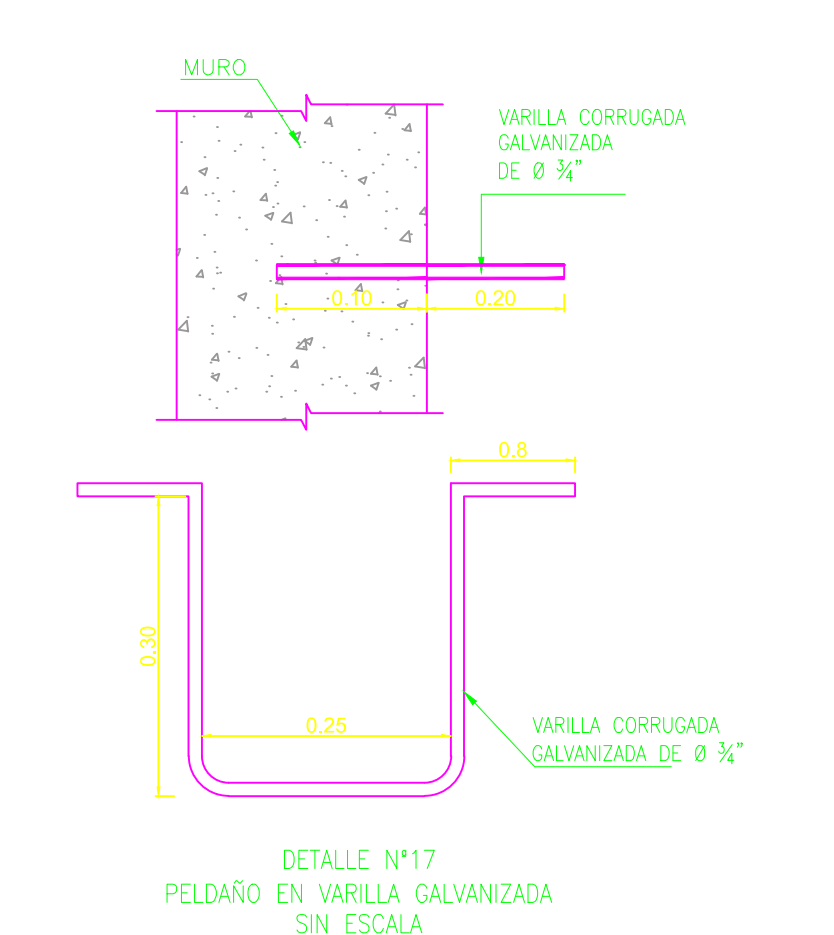 MURO
VARILLA CORRUGADA
GALVANIZADA
DE Ø ¾”
0.10
0.20
0.8
0.30
0.25
VARILLA CORRUGADA
GALVANIZADA DE Ø ¾”
DETALLE Nº17
PELDAÑO EN VARILLA GALVANIZADA
SIN ESCALA